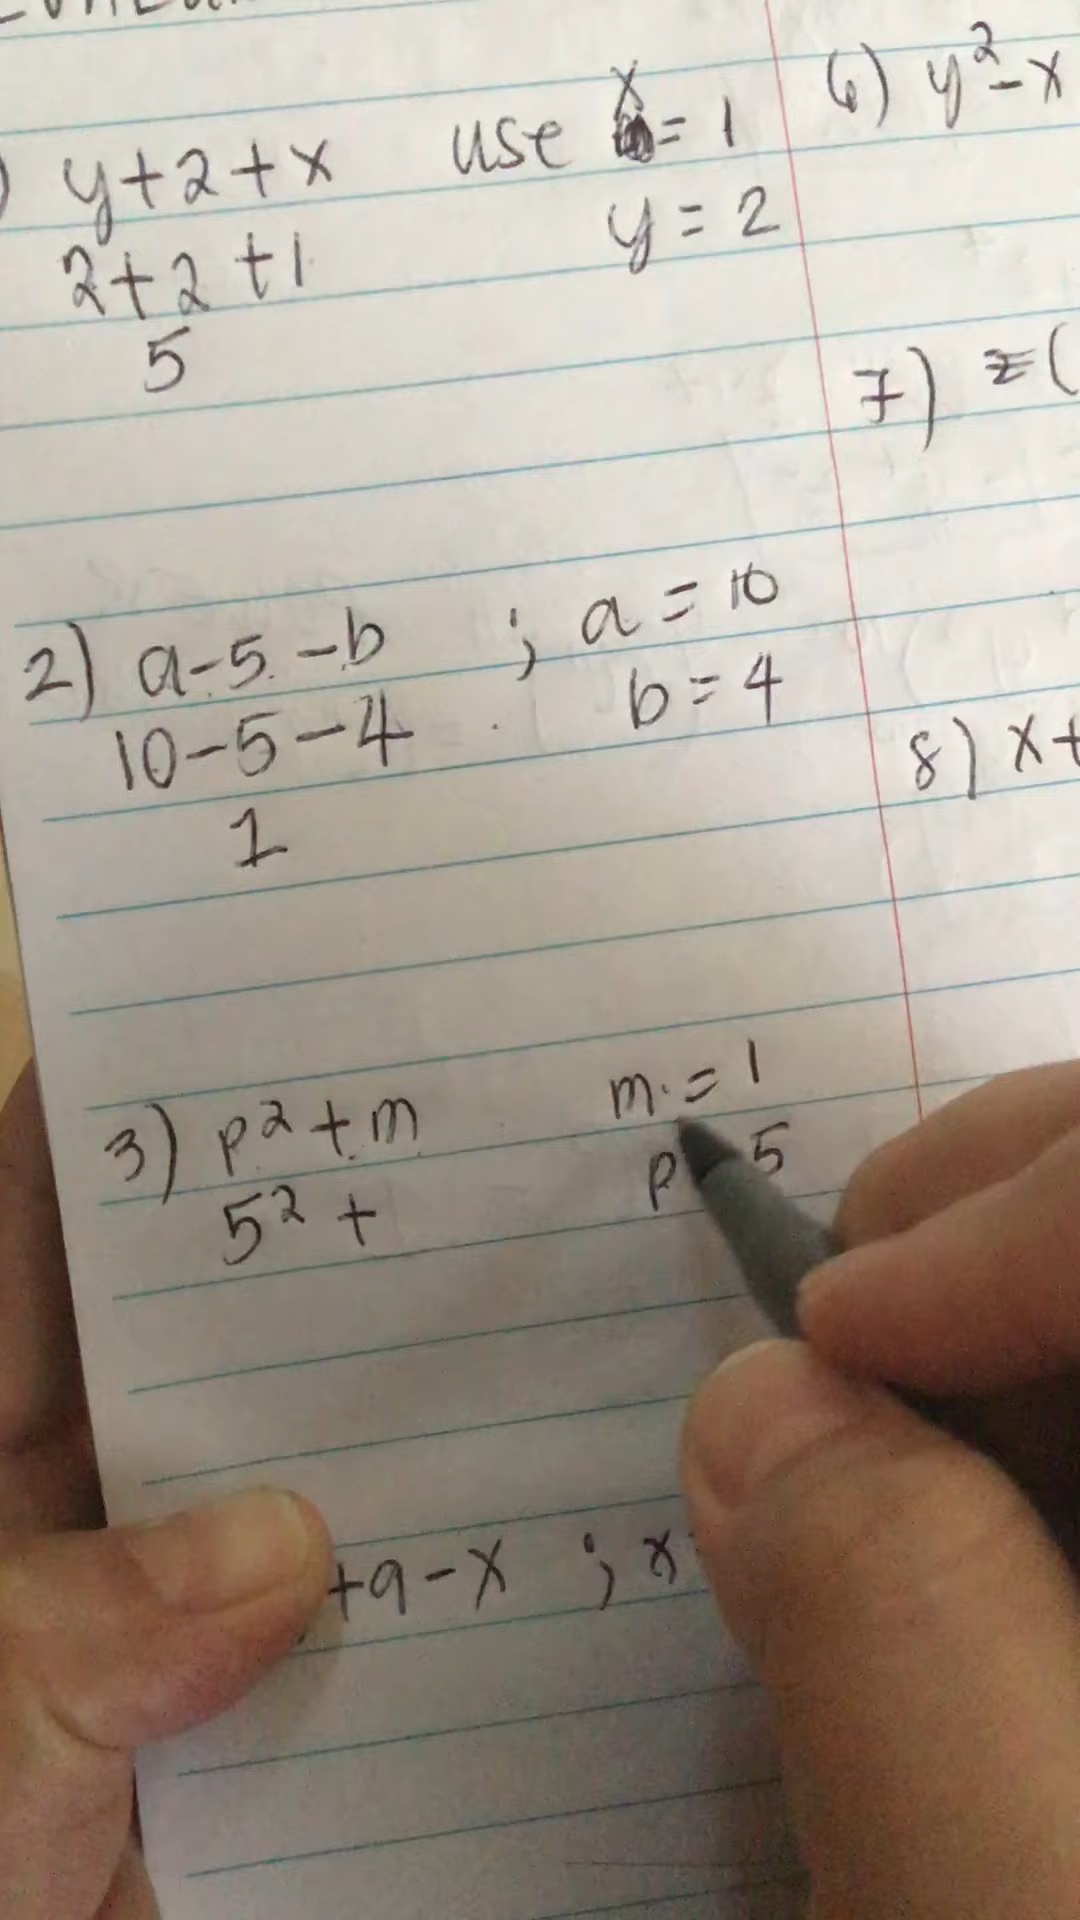 y+2+x use x=1
2+2+1 y=2
5
2) a-5-b ; a=10
10-5-4 b=4
1
3) p²+m m=1
5²+ p 5
+a-x ; x
6) y²-x
7) z(
8) x+